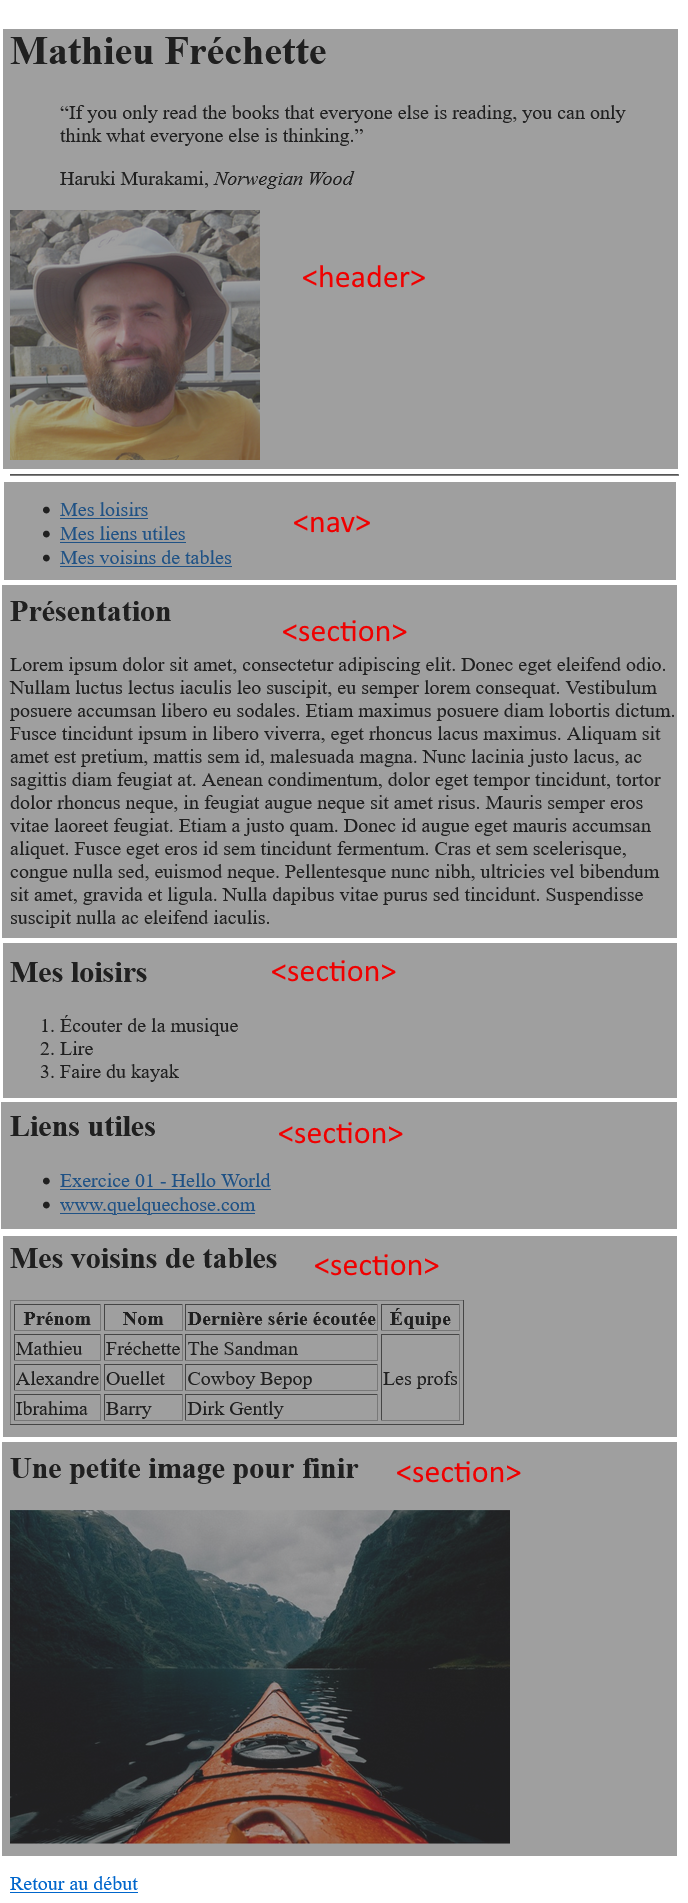 Mathieu Fréchette
“If you only read the books that everyone else is reading, you can only
think what everyone else is thinking.”
Haruki Murakami, Norwegian Wood
<header>
Mes loisirs
Mes liens utiles
Mes voisins de tables
<nav>
Présentation
<section>
Lorem ipsum dolor sit amet, consectetur adipiscing elit. Donec eget eleifend odio.
Nullam luctus lectus iaculis leo suscipit, eu semper lorem consequat. Vestibulum
posuere accumsan libero eu sodales. Etiam maximus posuere diam lobortis dictum.
Fusce tincidunt ipsum in libero viverra, eget rhoncus lacus maximus. Aliquam sit
amet est pretium, mattis sem id, malesuada magna. Nunc lacinia justo lacus, ac
sagittis diam feugiat at. Aenean condimentum, dolor eget tempor tincidunt, tortor
dolor rhoncus neque, in feugiat augue neque sit amet risus. Mauris semper eros
vitae laoreet feugiat. Etiam a justo quam. Donec id augue eget mauris accumsan
aliquet. Fusce eget eros id sem tincidunt fermentum. Cras et sem scelerisque,
congue nulla sed, euismod neque. Pellentesque nunc nibh, ultricies vel bibendum
sit amet, gravida et ligula. Nulla dapibus vitae purus sed tincidunt. Suspendisse
suscipit nulla ac eleifend iaculis.
Mes loisirs
<section>
1. Écouter de la musique
2. Lire
3. Faire du kayak
Liens utiles
<section>
Exercice 01 - Hello World
www.quelquechose.com
Mes voisins de tables
<section>
Prénom Nom Dernière série écoutée Équipe
Mathieu Fréchette The Sandman
Alexandre Ouellet Cowboy Bepop Les profs
Ibrahima Barry Dirk Gently
Une petite image pour finir
<section>
Retour au début